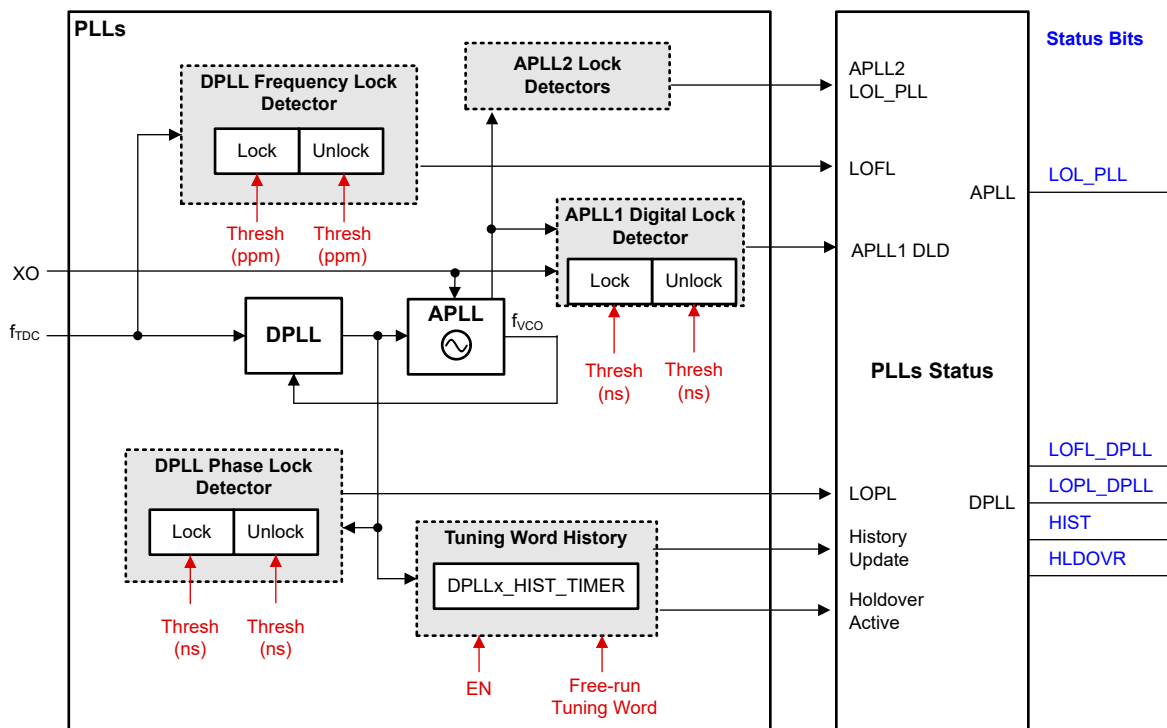 PLLs
DPLL Frequency Lock
Detector
Lock
Unlock
Thresh
(ppm)
Thresh
(ppm)
APLL2 Lock
Detectors
APLL1 Digital Lock
Detector
Lock
Unlock
Thresh
(ns)
Thresh
(ns)
XO
fTDC
DPLL
APLL
fVCO
DPLL Phase Lock
Detector
Lock
Unlock
Thresh
(ns)
Thresh
(ns)
Tuning Word History
DPLLx_HIST_TIMER
EN
Free-run
Tuning Word
APLL2
LOL_PLL
LOFL
APLL
APLL1 DLD
PLLs Status
LOPL
DPLL
History
Update
Holdover
Active
Status Bits
LOL_PLL
LOFL_DPLL
LOPL_DPLL
HIST
HLDOVR